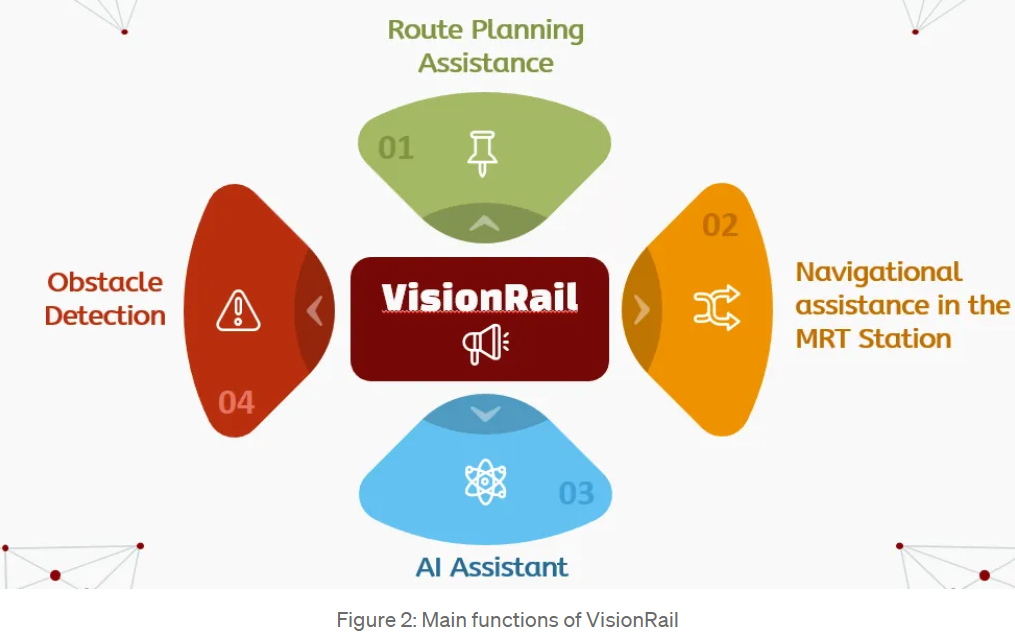 Route Planning
Assistance
01
02
VisionRail
Obstacle
Detection
Navigational
assistance in the
MRT Station
04
03
AI Assistant
Figure 2: Main functions of VisionRail